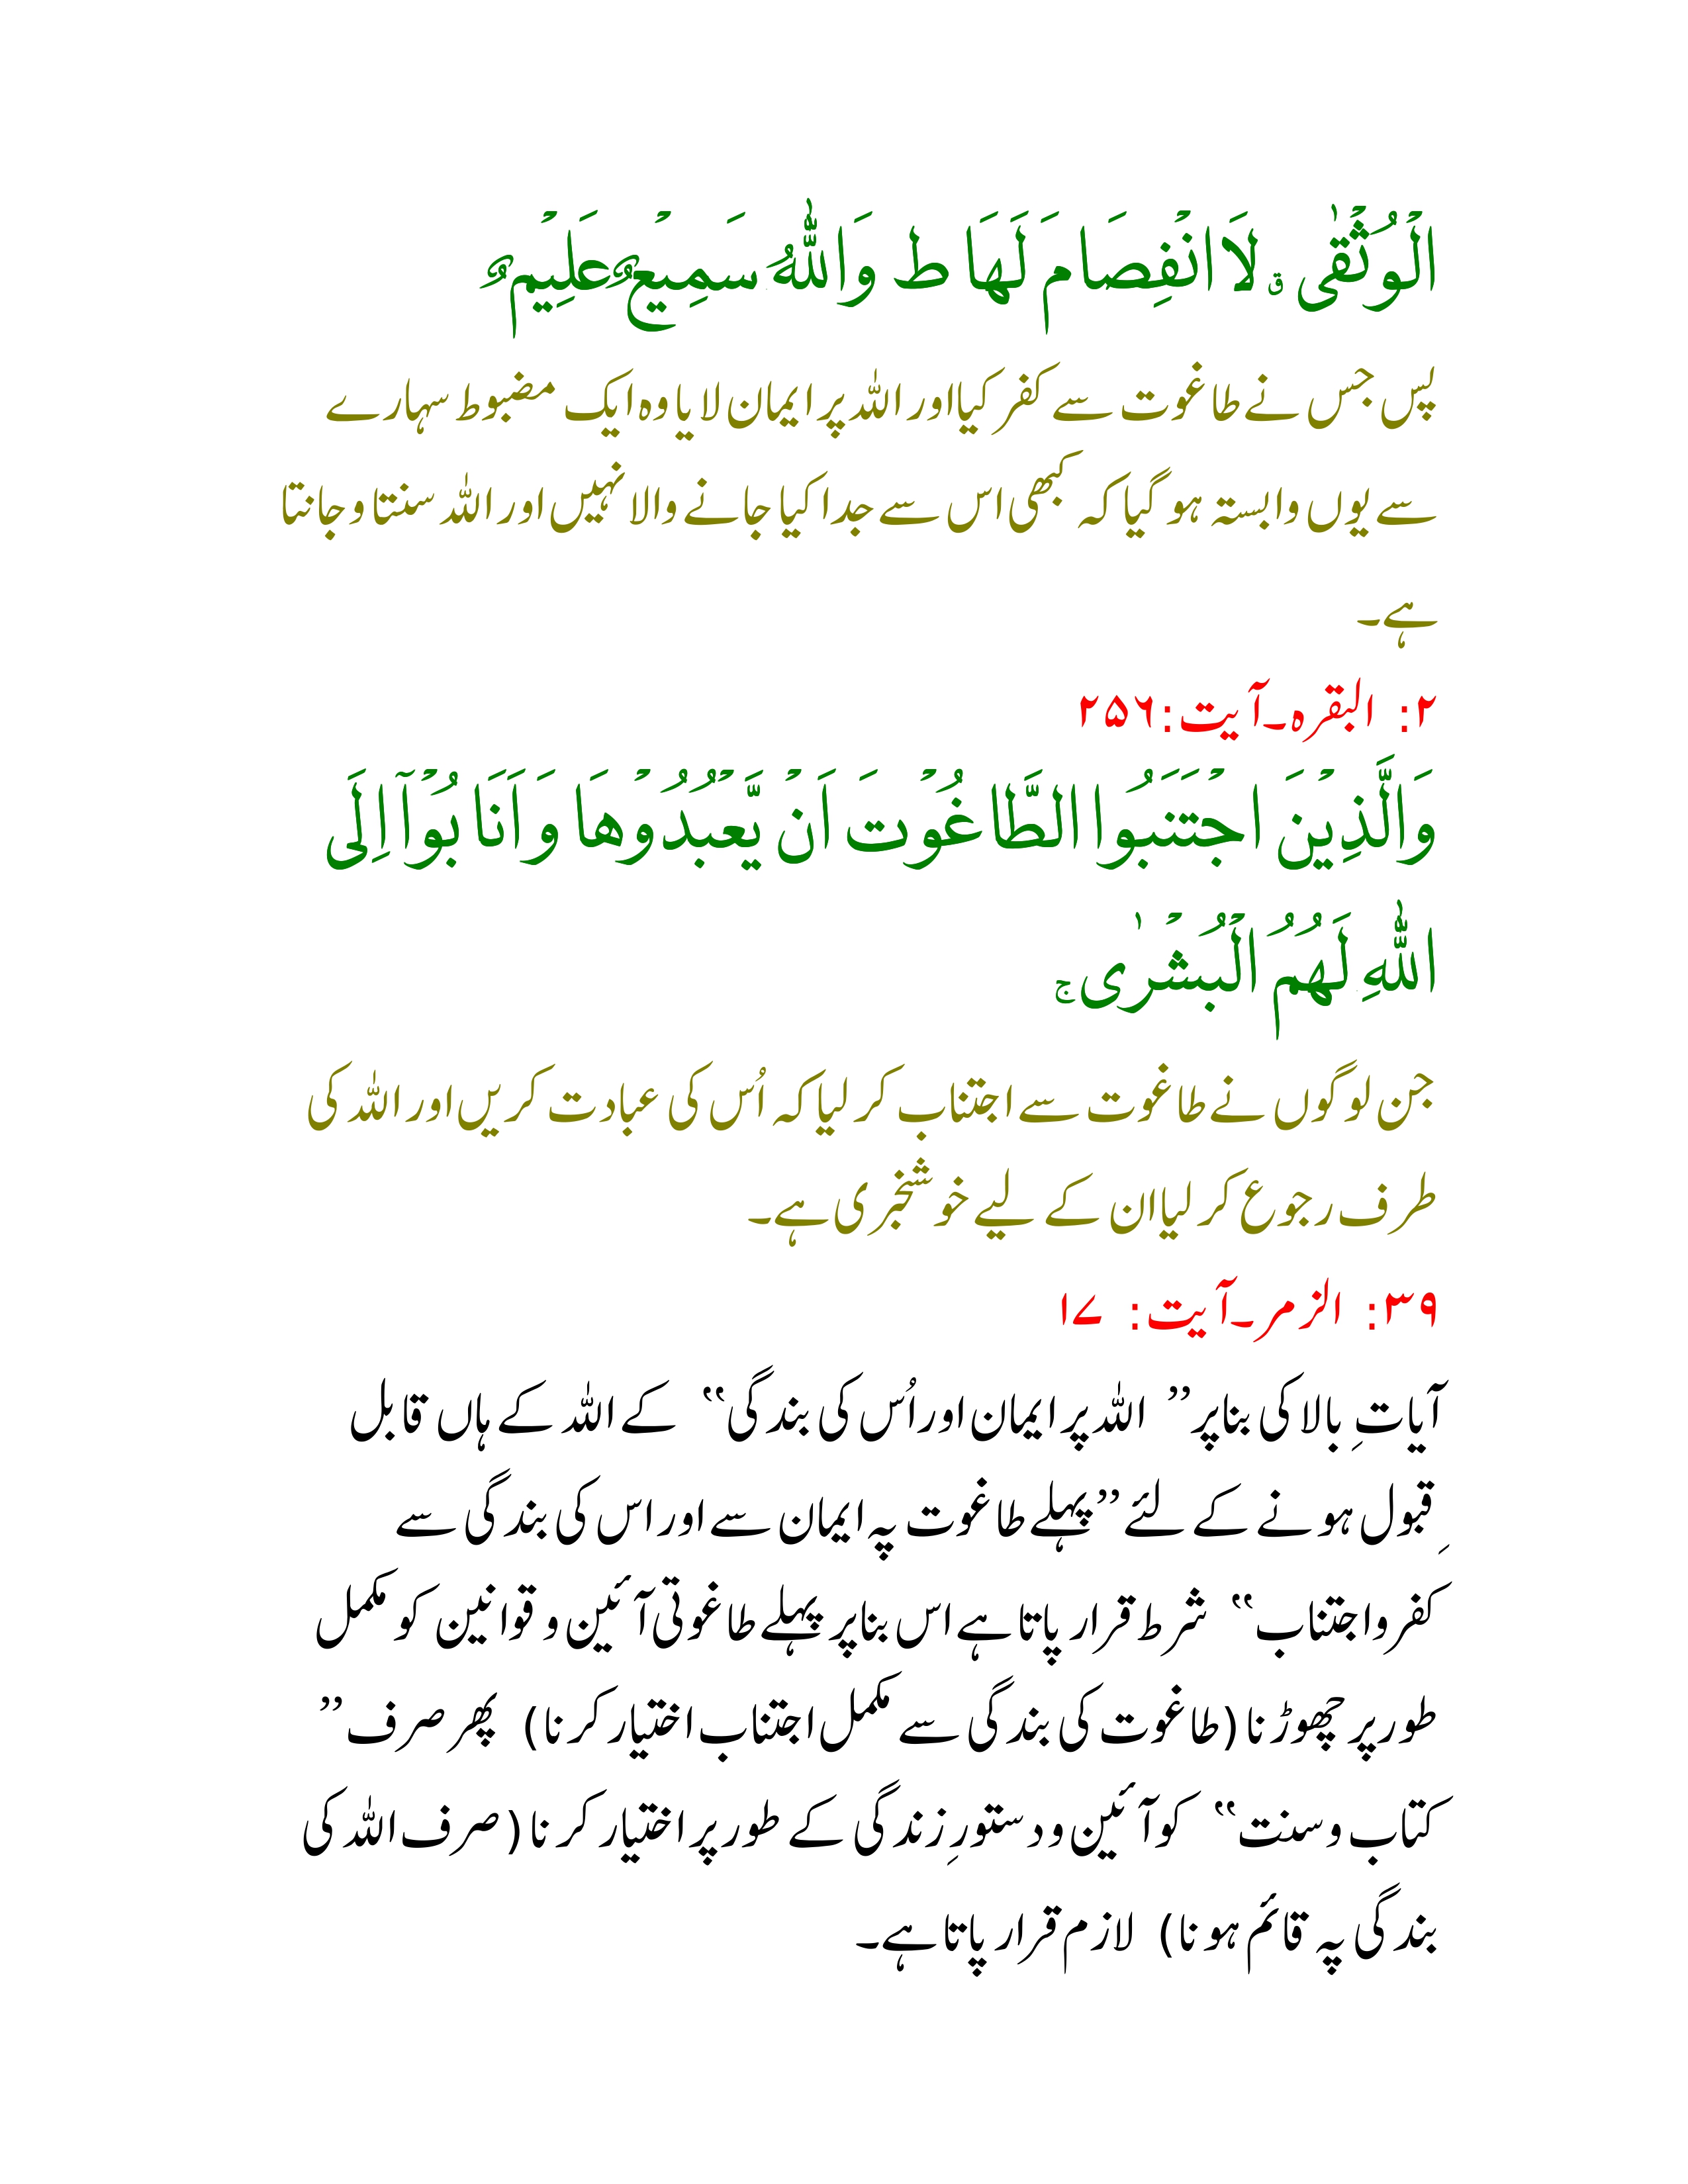 الْوُثْقٰی ق لَا انْفِصَامَ لَهَا ط وَاللّٰهُ سَمِیْعٌ عَلِیْمٌ
پس جس نے طاغوت سے کفر کیا اور اللہ پر ایمان لایا وہ ایک مضبوط سہارے
سے یوں وابستہ ہو گیا کہ کبھی اس سے جدا کیا جانے والا نہیں اور اللہ سنتا و جانتا
ہے۔
۲: البقرہ۔آیت:۲۵۶
وَالَّذِیْنَ اجْتَنَبُوا الطَّاغُوْتَ اَنْ یَّعْبُدُوْهَا وَاَنَابُوْٓا اِلَی
اللّٰهِ لَهُمُ الْبُشْرٰی ج
جن لوگوں نے طاغوت سے اجتناب کر لیا کہ اُس کی عبادت کریں اور اللہ کی
طرف رجوع کر لیا ان کے لیے خوشخبری ہے۔
۳۹: الزمر۔آیت: ۱۷
آیاتِ بالا کی بنا پر ” اللہ پر ایمان اور اُس کی بندگی“ کے اللہ کے ہاں قابل
ِقبول ہونے کے لئے ”پہلے طاغوت پہ ایمان سے اور اس کی بندگی سے
کفر و اجتناب“ شرط قرار پاتا ہے اس بنا پر پہلے طاغوتی آئین و قوانین کو مکمل
طور پر چھوڑنا (طاغوت کی بندگی سے مکمل اجتناب اختیار کرنا) پھر صرف ”
کتاب و سنت“ کو آئین و دستورِ زندگی کے طور پر اختیار کرنا (صرف اللہ کی
بندگی پہ قائم ہونا) لازم قرار پاتا ہے۔